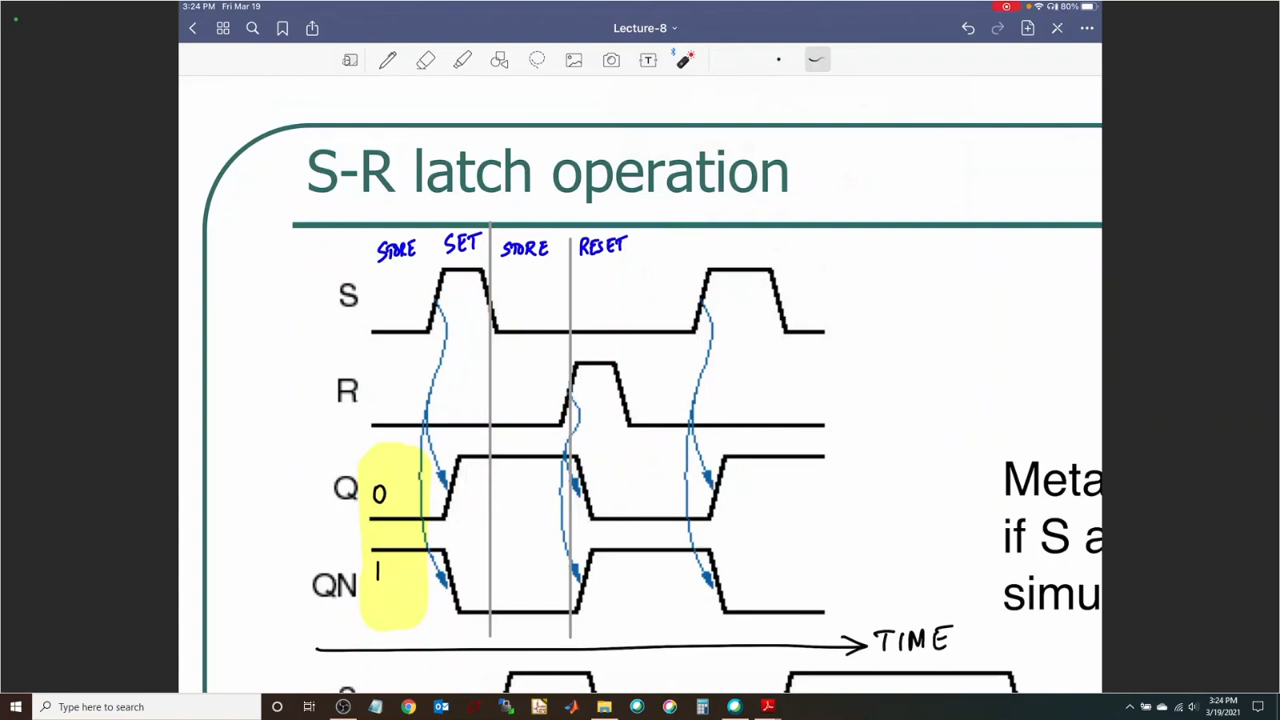 3:24 PM Fri Mar 19
80%
Lecture-8
S-R latch operation
STORE SET STORE RESET
S
R
Q 0
QN 1
Meta
if S a
simu
TIME
Type here to search
3:24 PM
3/19/2021